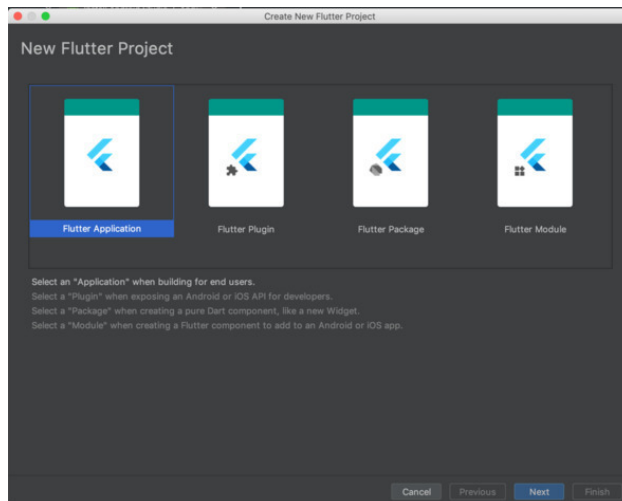 Create New Flutter Project
New Flutter Project
Flutter Application
Flutter Plugin
Flutter Package
Flutter Module
Select an "Application" when building for end users.
Select a "Plugin" when exposing an Android or iOS API for developers.
Select a "Package" when creating a pure Dart component, like a new Widget.
Select a "Module" when creating a Flutter component to add to an Android or iOS app.
Cancel Previous Next Finish